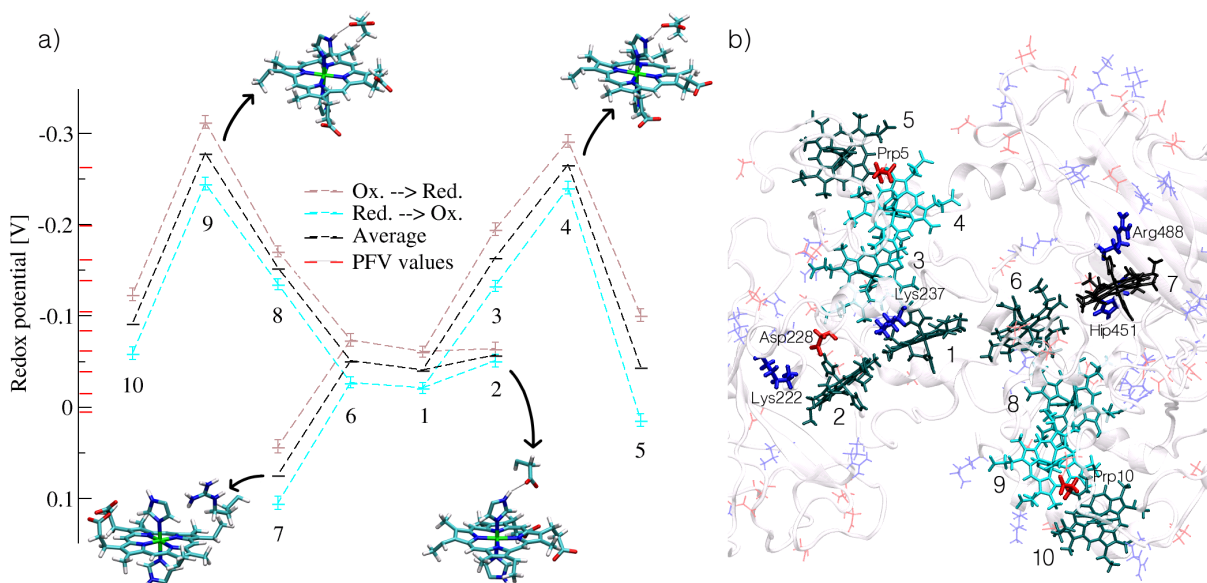 a)
Redox potential [V]
-0.3
-0.2
-0.1
0
0.1
Ox. --> Red.
Red. --> Ox.
Average
PFV values
10
9
8
7
6
1
2
3
4
5
b)
5
Prp5
4
3
Lys237
Asp228
Lys222
2
1
6
Arg488
7
Hip451
8
9
Prp10
10